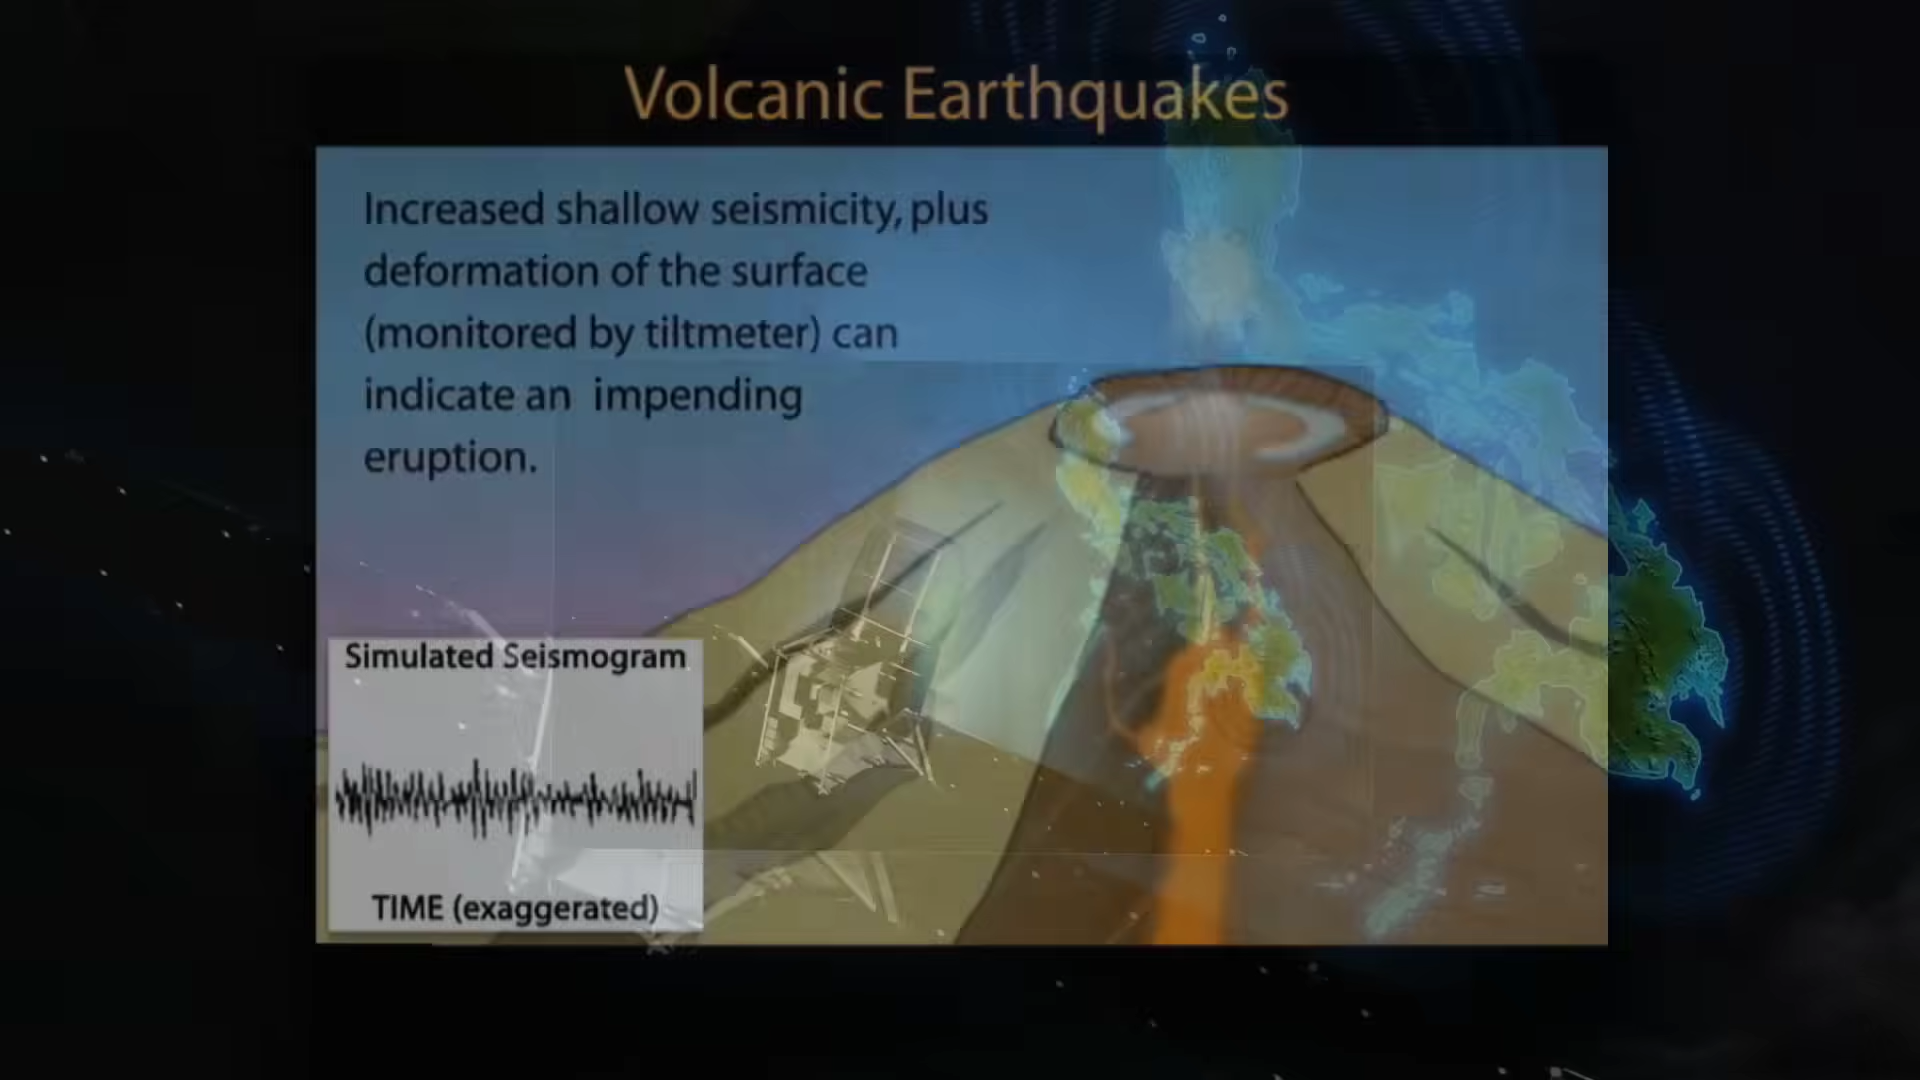 Volcanic Earthquakes
Increased shallow seismicity, plus
deformation of the surface
(monitored by tiltmeter) can
indicate an impending
eruption.
Simulated Seismogram
TIME (exaggerated)